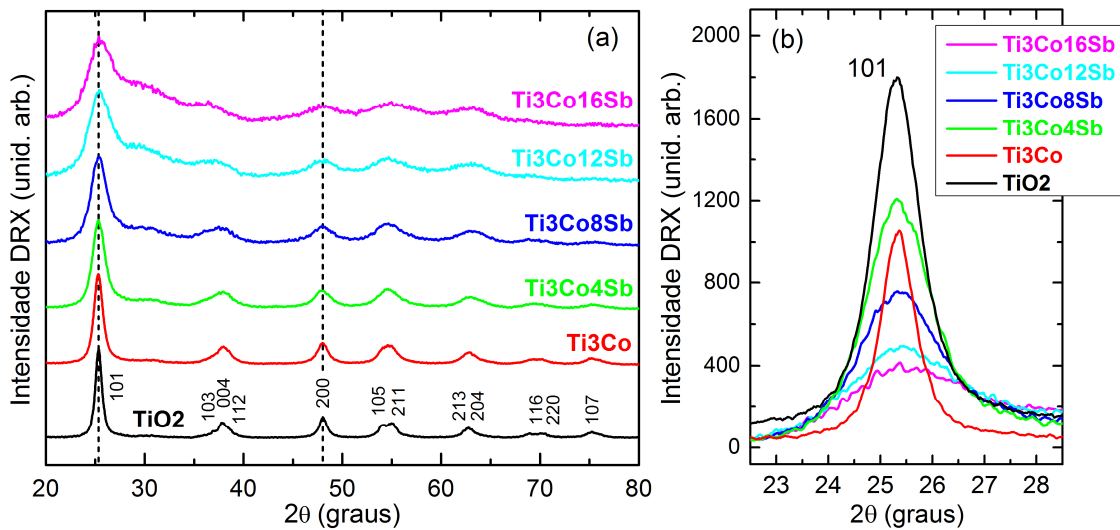 (a)
Ti3Co16Sb
Ti3Co12Sb
Ti3Co8Sb
Ti3Co4Sb
Ti3Co
TiO2
101
103
004
112
200
105
211
213
204
116
220
107
20 30 40 50 60 70 80
2θ (graus)
Intensidade DRX (unid. arb.)
(b)
101
Ti3Co16Sb
Ti3Co12Sb
Ti3Co8Sb
Ti3Co4Sb
Ti3Co
TiO2
2000
1600
1200
800
400
0
23 24 25 26 27 28
2θ (graus)
Intensidade DRX (unid. arb.)